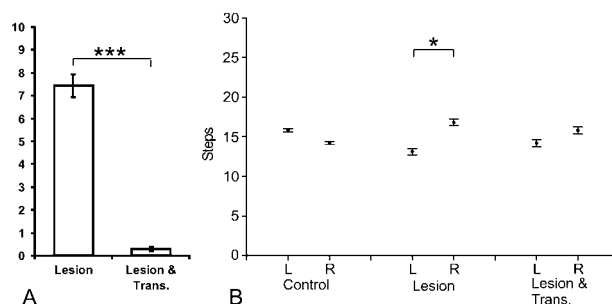 10
9
8
7
6
5
4
3
2
1
0
***
Lesion
Lesion &
Trans.
A
30
25
20
15
10
5
0
Steps
*
L R L R L R
Control Lesion Lesion &
Trans.
B